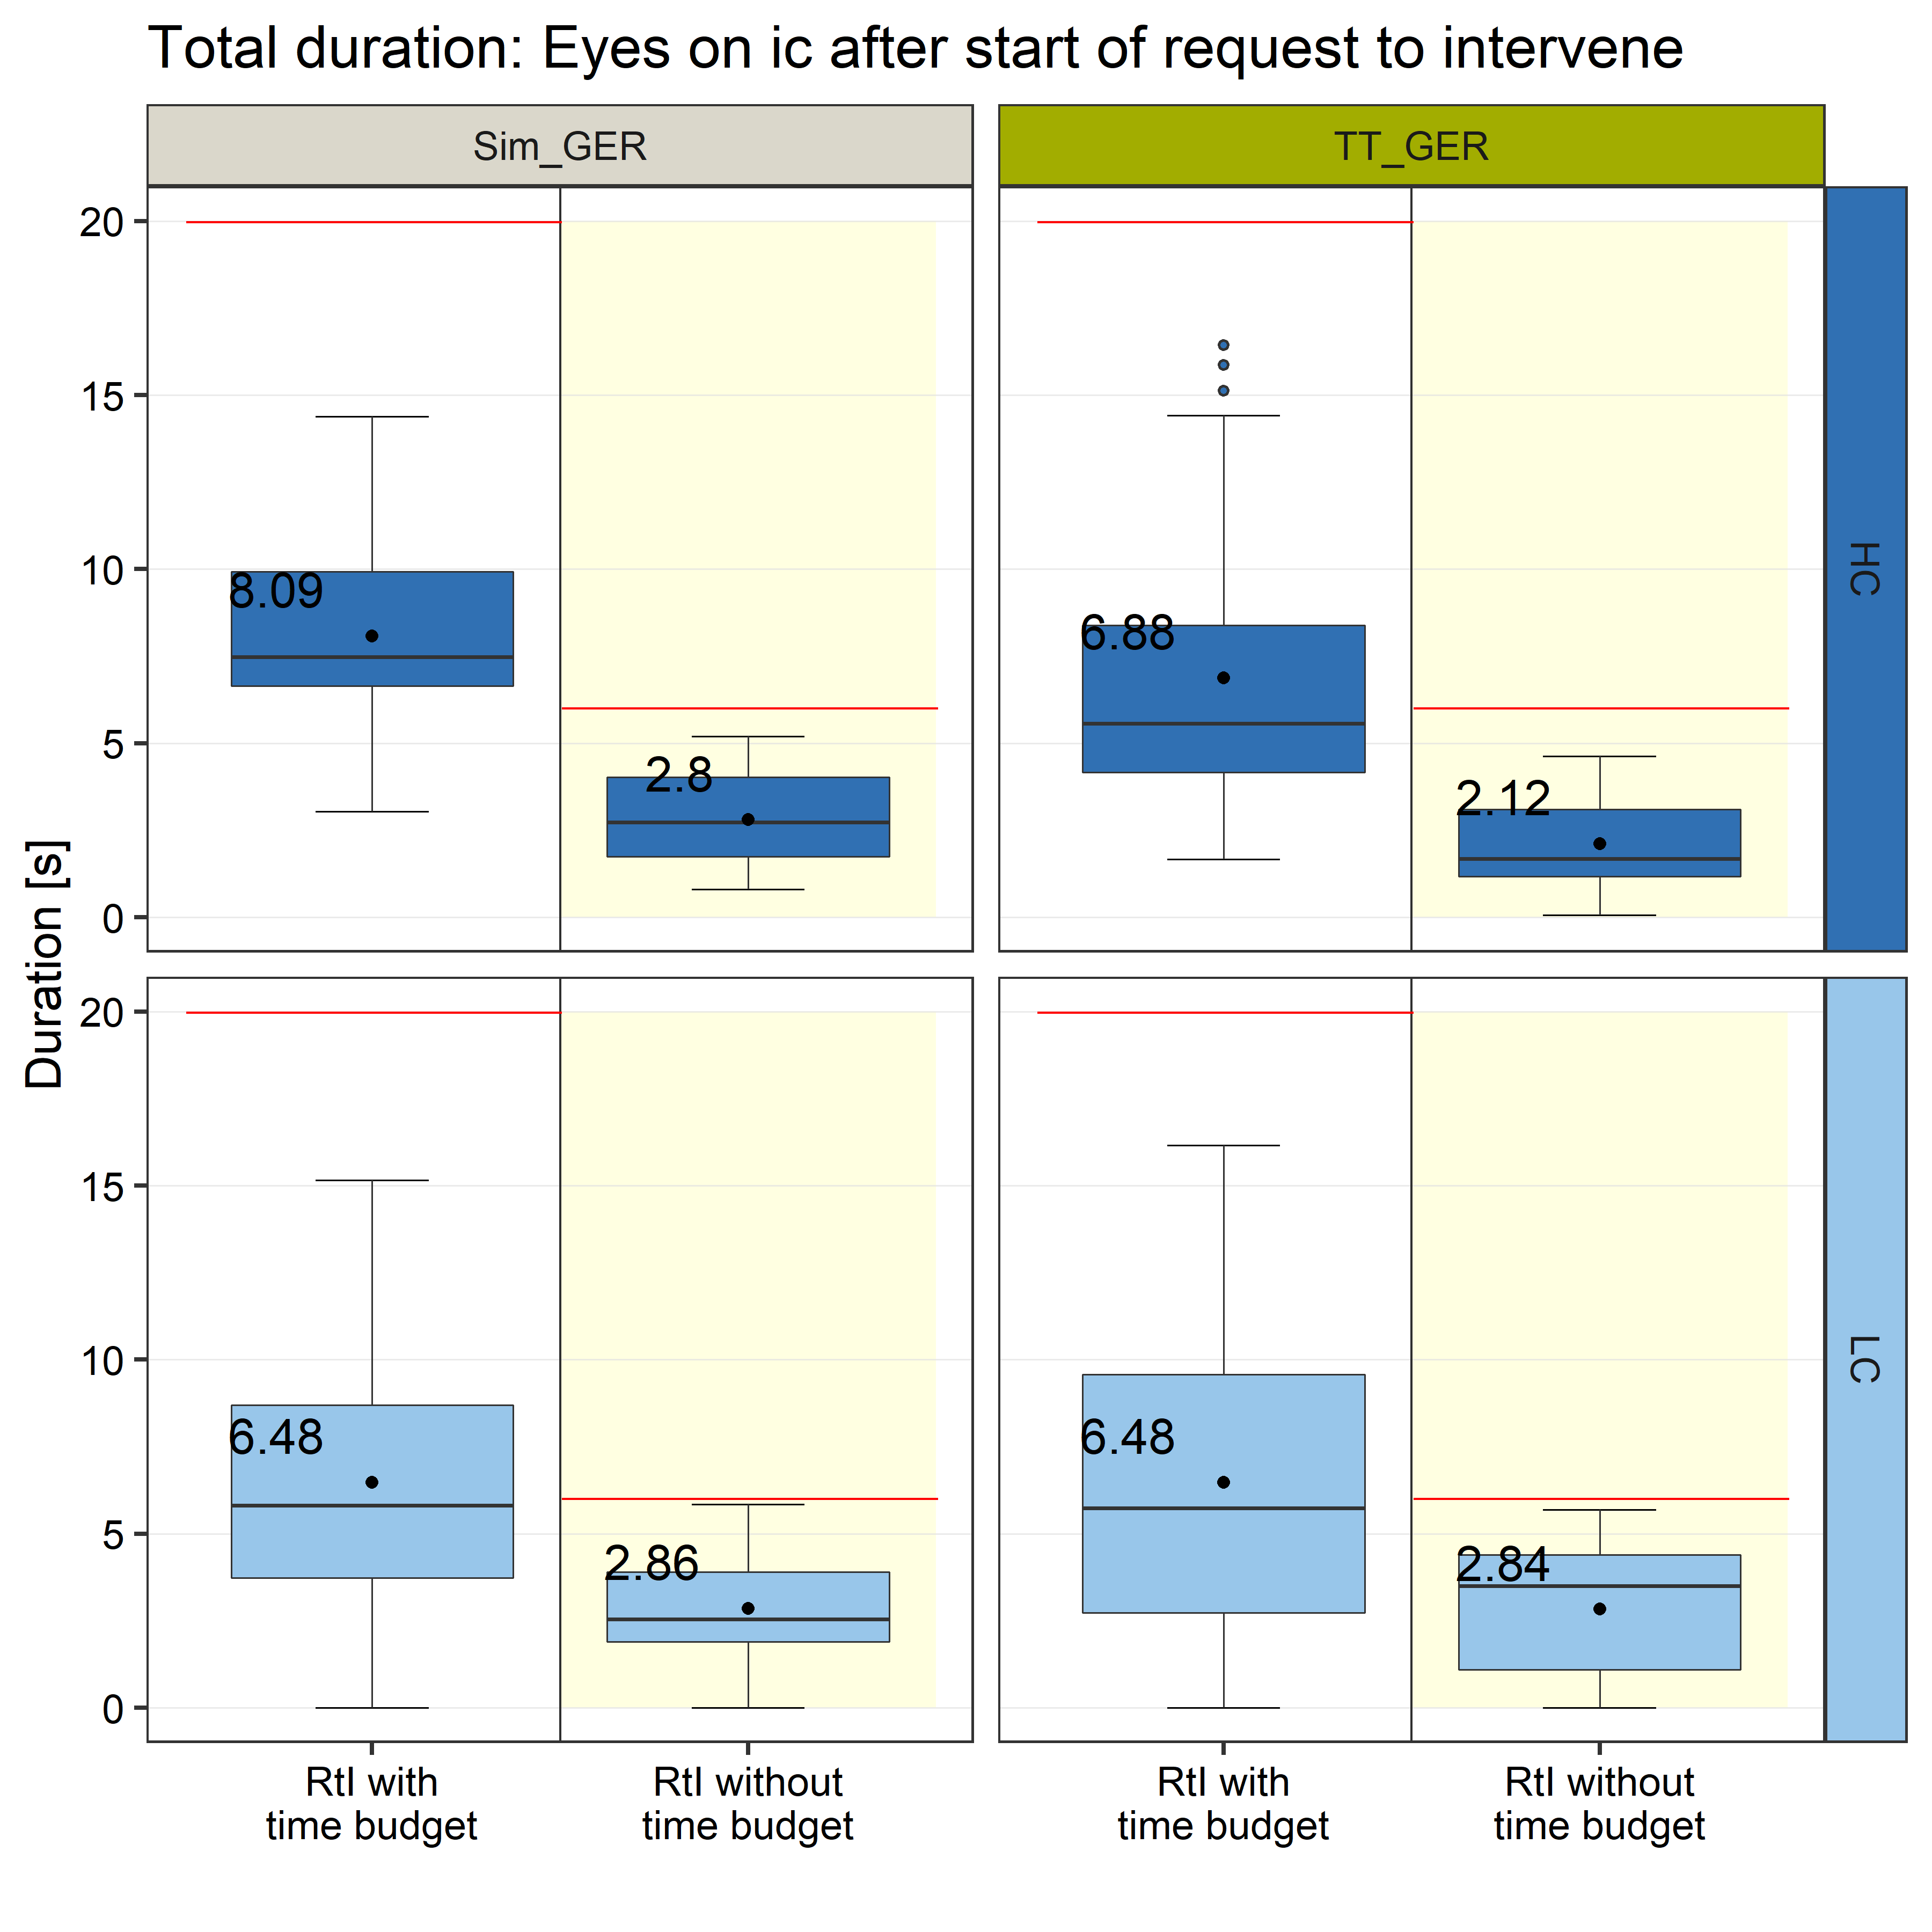 Total duration: Eyes on ic after start of request to intervene
Sim_GER
TT_GER
Duration [s]
20
15
10
5
0
8.09
2.8
6.88
2.12
HC
20
15
10
5
0
6.48
2.86
6.48
2.84
LC
RtI with
time budget
RtI without
time budget
RtI with
time budget
RtI without
time budget